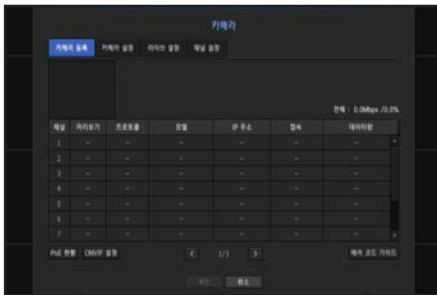 카메라
카메라 등록 카메라 설정 라이브 설정 채널 설정
전체 : 0.0Mbps /0.0%
채널 미리보기 프로토콜 모델 IP 주소 접속 데이터량
1 - - - - - -
2 - - - - - -
3 - - - - - -
4 - - - - - -
5 - - - - - -
6 - - - - - -
7 - - - - - -
PoE 현황 ONVIF 설정 < 1/3 > 에러 코드 가이드
확인 취소